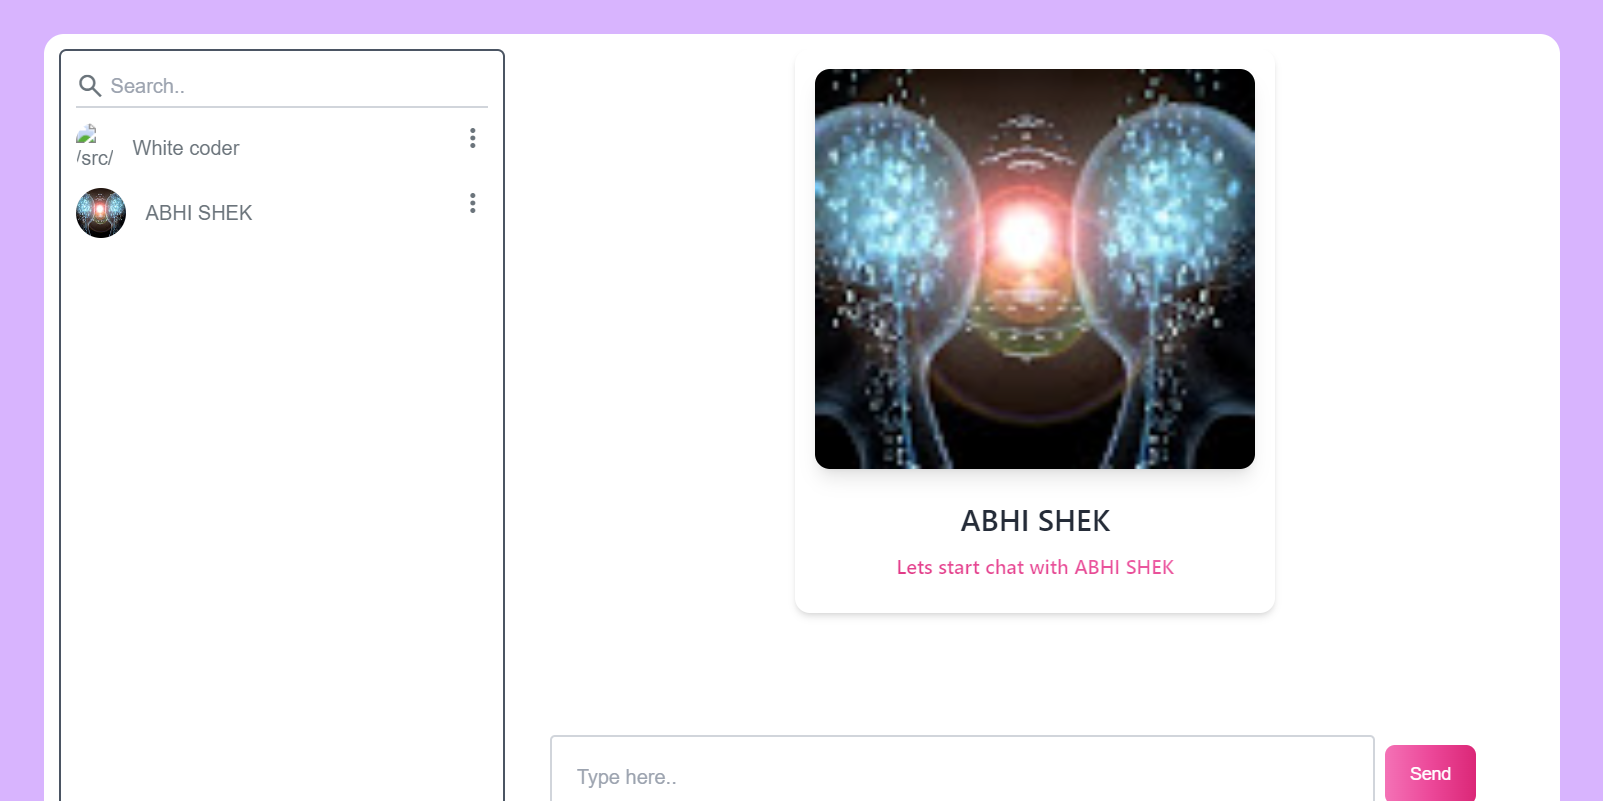 Search..
/src/
White coder
ABHI SHEK
ABHI SHEK
Lets start chat with ABHI SHEK
Type here..
Send